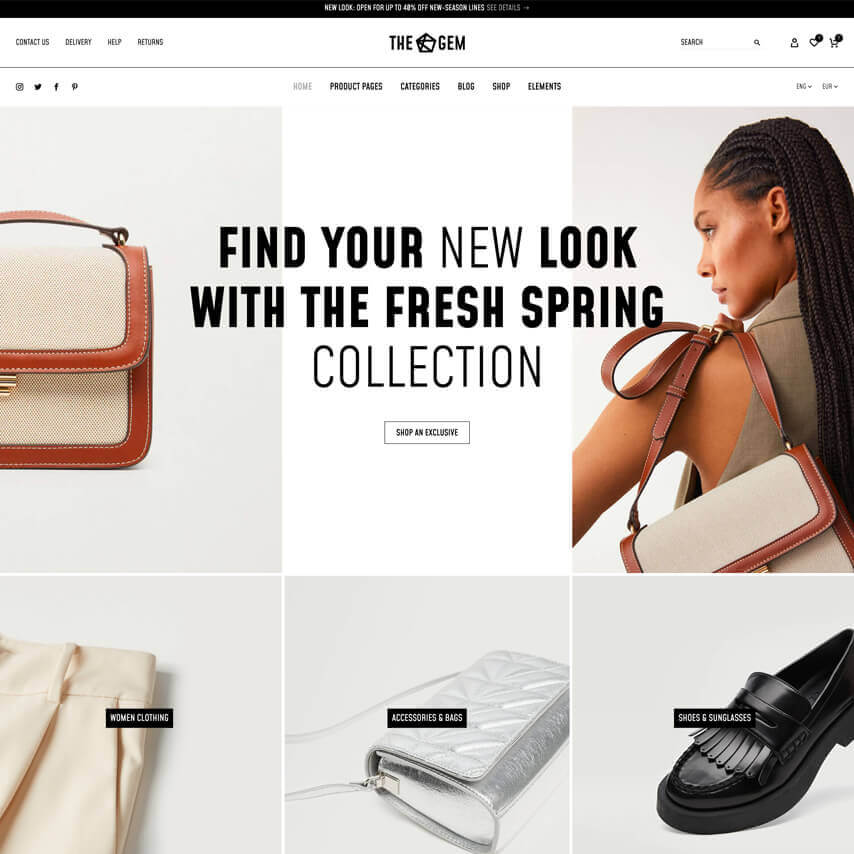 NEW LOOK: OPEN FOR UP TO 40% OFF NEW-SEASON LINES SEE DETAILS →
CONTACT US DELIVERY HELP RETURNS
THE GEM
SEARCH
HOME PRODUCT PAGES CATEGORIES BLOG SHOP ELEMENTS
ENG EUR
FIND YOUR NEW LOOK
WITH THE FRESH SPRING
COLLECTION
SHOP AN EXCLUSIVE
WOMEN CLOTHING
ACCESSORIES & BAGS
SHOES & SUNGLASSES